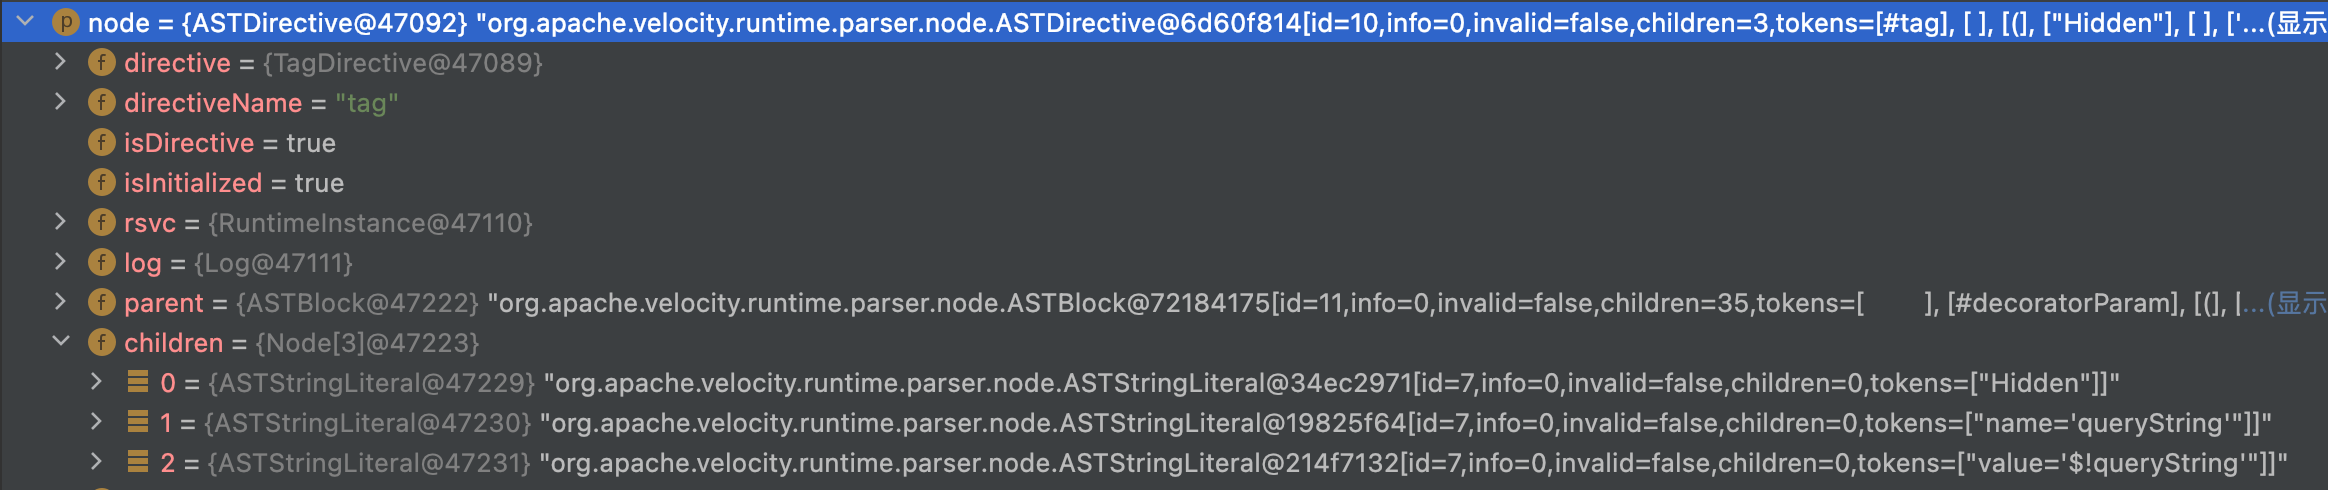 p node = {ASTDirective@47092} "org.apache.velocity.runtime.parser.node.ASTDirective@6d60f814[id=10,info=0,invalid=false,children=3,tokens=[#tag], [ ], [(], ["Hidden"], [ ], ['...(显示
f directive = {TagDirective@47089}
f directiveName = "tag"
f isDirective = true
f isInitialized = true
f rsvc = {RuntimeInstance@47110}
f log = {Log@47111}
f parent = {ASTBlock@47222} "org.apache.velocity.runtime.parser.node.ASTBlock@72184175[id=11,info=0,invalid=false,children=35,tokens=[        ], [#decoratorParam], [(], [...(显示
f children = {Node[3]@47223}
0 = {ASTStringLiteral@47229} "org.apache.velocity.runtime.parser.node.ASTStringLiteral@34ec2971[id=7,info=0,invalid=false,children=0,tokens=["Hidden"]]"
1 = {ASTStringLiteral@47230} "org.apache.velocity.runtime.parser.node.ASTStringLiteral@19825f64[id=7,info=0,invalid=false,children=0,tokens=["name='queryString'"]]"
2 = {ASTStringLiteral@47231} "org.apache.velocity.runtime.parser.node.ASTStringLiteral@214f7132[id=7,info=0,invalid=false,children=0,tokens=["value='$!queryString'"]]"